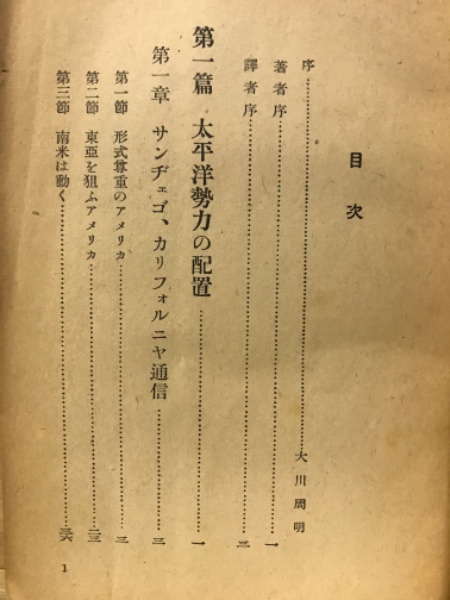 目次
序……大川周明
著者序……一
譯者序……三
第一篇 太平洋勢力の配置……一
第一章 サンヂェゴ、カリフォルニヤ通信……三
第一節 形式尊重のアメリカ……三
第二節 東亞を狙ふアメリカ……二三
第三節 南米は動く……三六
1